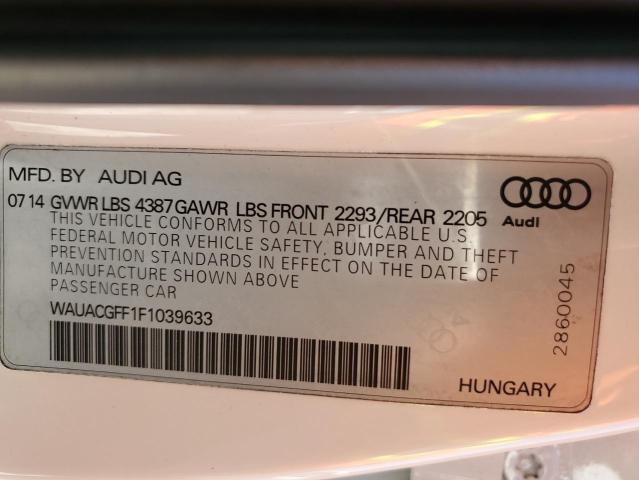 MFD. BY AUDI AG
07 14 GVWR LBS 4387 GAWR LBS FRONT 2293/REAR 2205
THIS VEHICLE CONFORMS TO ALL APPLICABLE U.S.
FEDERAL MOTOR VEHICLE SAFETY, BUMPER AND THEFT
PREVENTION STANDARDS IN EFFECT ON THE DATE OF
MANUFACTURE SHOWN ABOVE
PASSENGER CAR
WAUACGFF1F1039633
Audi
2860045
HUNGARY